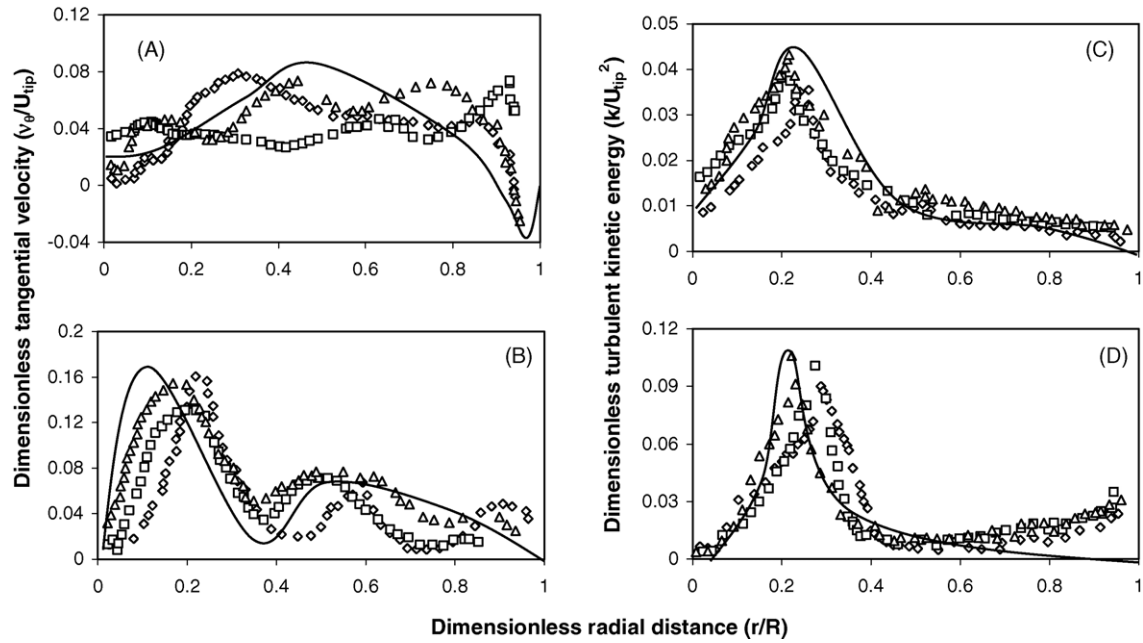 Dimensionless tangential velocity (νθ/Utip)
(A)
0.12
0.08
0.04
0
-0.04
0 0.2 0.4 0.6 0.8 1
(B)
0.2
0.16
0.12
0.08
0.04
0
0 0.2 0.4 0.6 0.8 1
Dimensionless turbulent kinetic energy (k/Utip²)
(C)
0.05
0.04
0.03
0.02
0.01
0
0 0.2 0.4 0.6 0.8 1
(D)
0.12
0.09
0.06
0.03
0
0 0.2 0.4 0.6 0.8 1
Dimensionless radial distance (r/R)